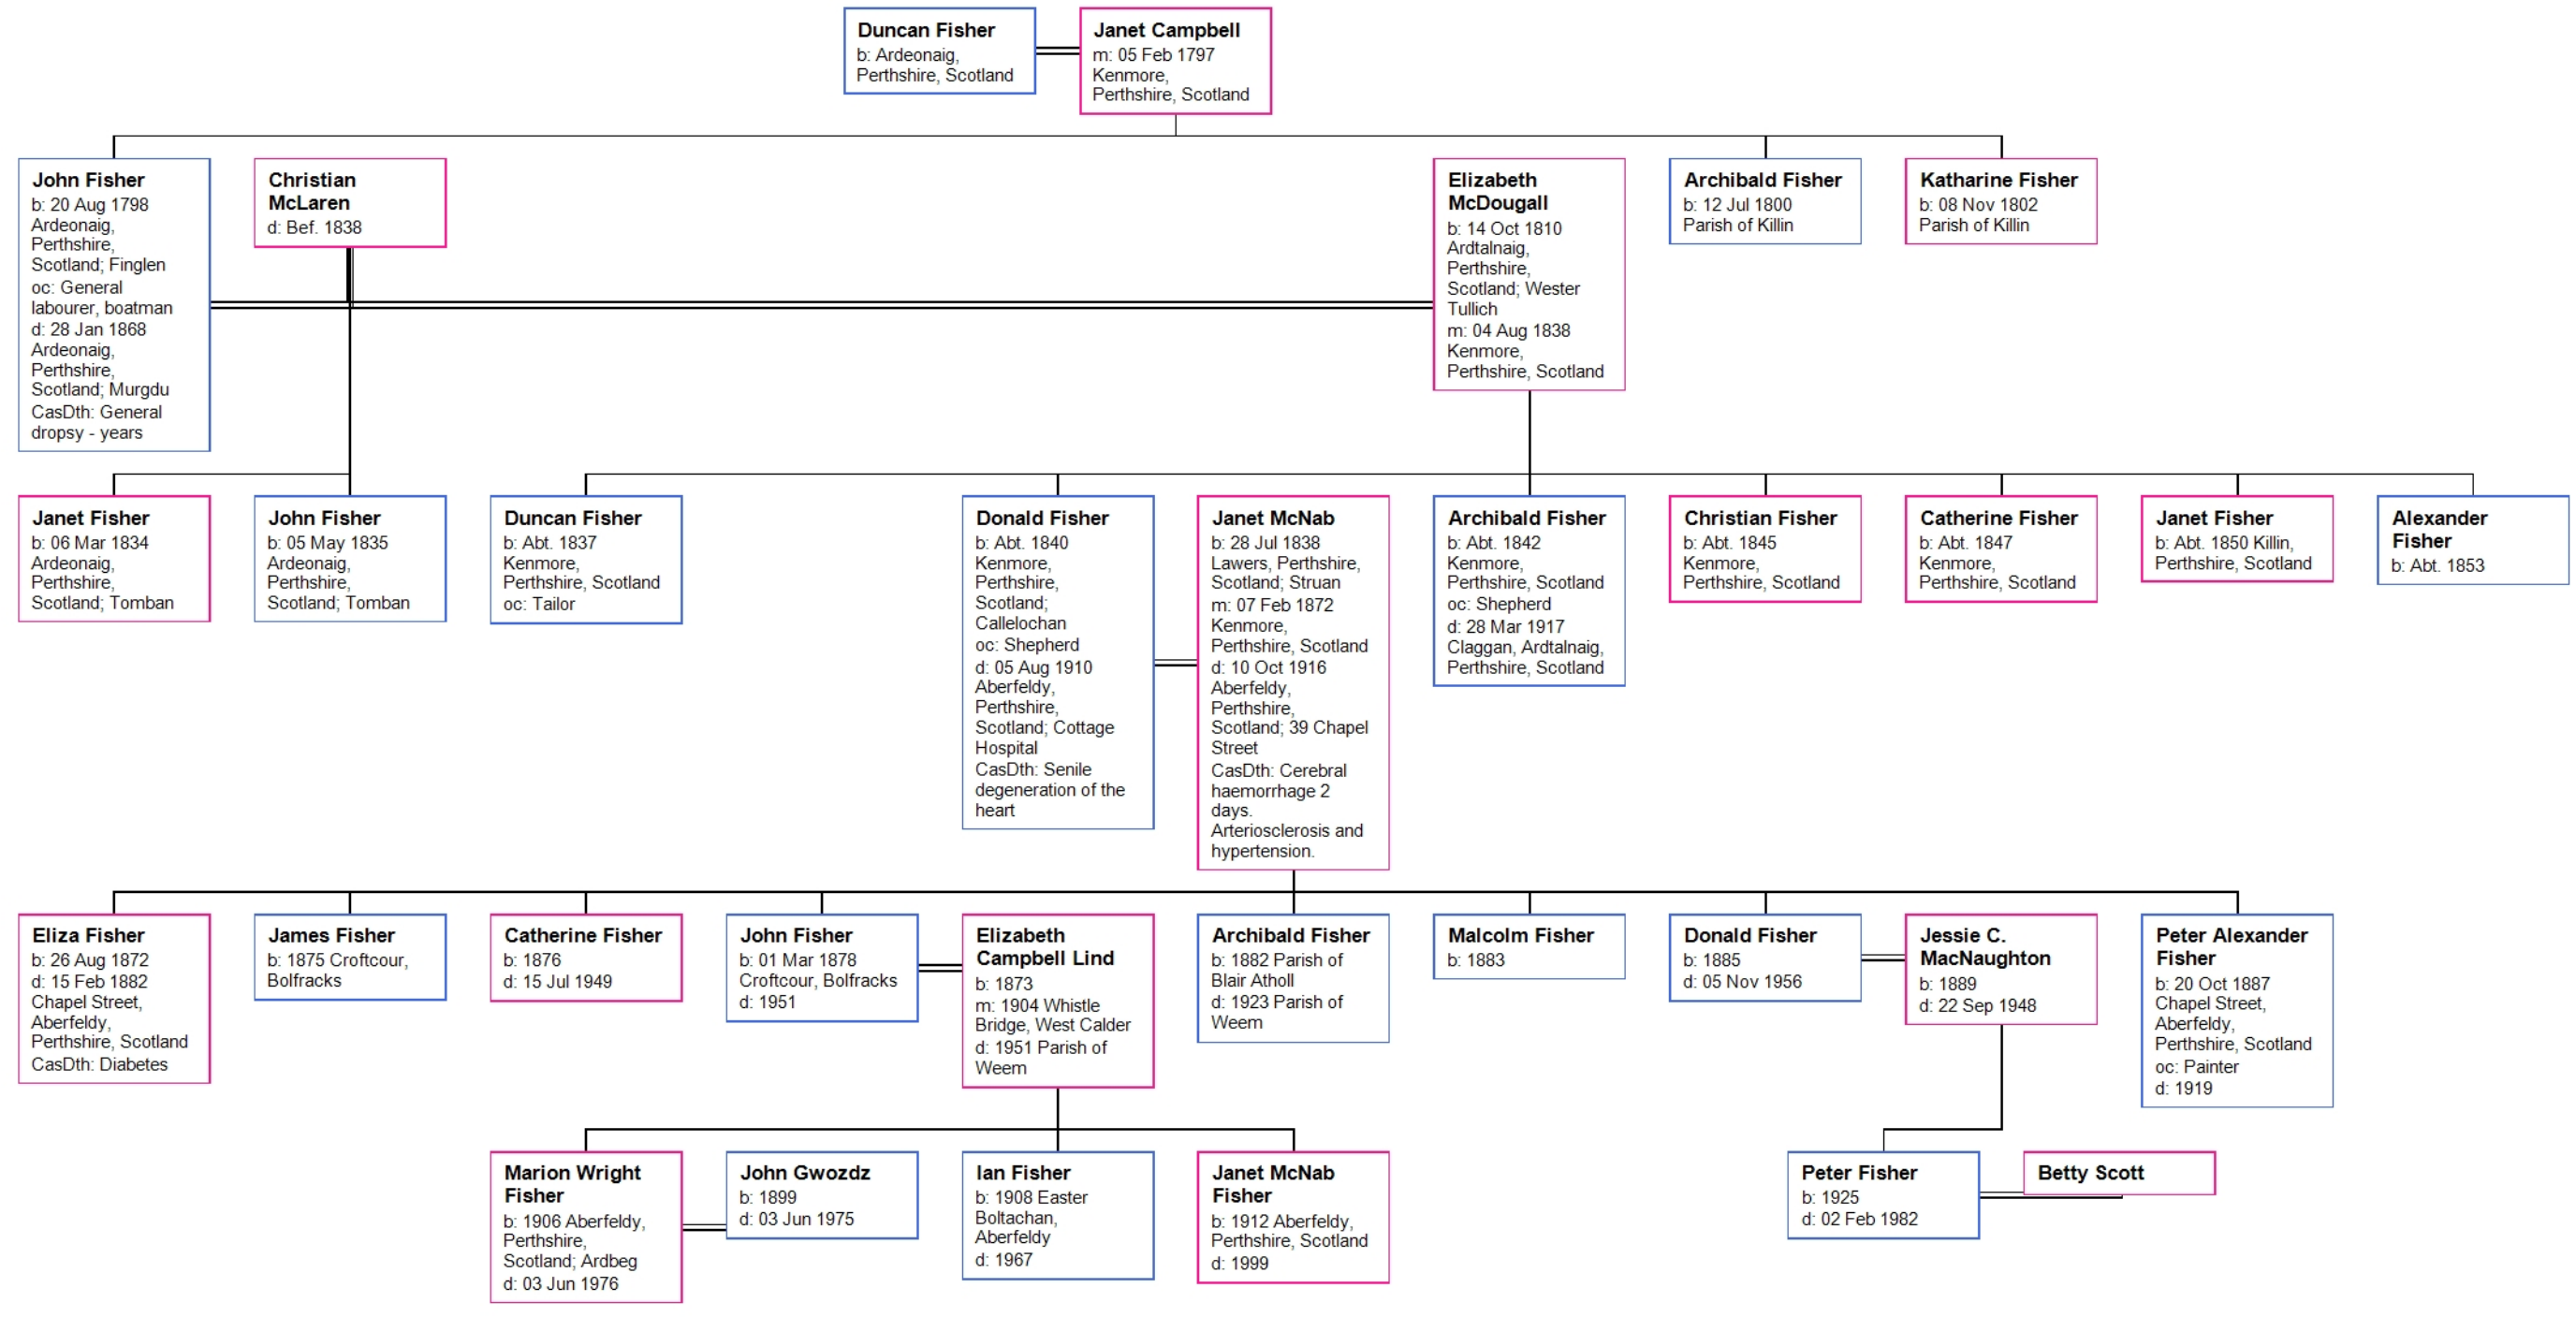 Duncan Fisher
b: Ardeonaig,
Perthshire, Scotland
Janet Campbell
m: 05 Feb 1797
Kenmore,
Perthshire, Scotland
John Fisher
b: 20 Aug 1798
Ardeonaig,
Perthshire,
Scotland; Finglen
oc: General
labourer, boatman
d: 28 Jan 1868
Ardeonaig,
Perthshire,
Scotland; Murgdu
CasDth: General
dropsy - years
Christian
McLaren
d: Bef. 1838
Elizabeth
McDougall
b: 14 Oct 1810
Ardtalnaig,
Perthshire,
Scotland; Wester
Tullich
m: 04 Aug 1838
Kenmore,
Perthshire, Scotland
Archibald Fisher
b: 12 Jul 1800
Parish of Killin
Katharine Fisher
b: 08 Nov 1802
Parish of Killin
Janet Fisher
b: 06 Mar 1834
Ardeonaig,
Perthshire,
Scotland; Tomban
John Fisher
b: 05 May 1835
Ardeonaig,
Perthshire,
Scotland; Tomban
Duncan Fisher
b: Abt. 1837
Kenmore,
Perthshire, Scotland
oc: Tailor
Donald Fisher
b: Abt. 1840
Kenmore,
Perthshire,
Scotland;
Callelochan
oc: Shepherd
d: 05 Aug 1910
Aberfeldy,
Perthshire,
Scotland; Cottage
Hospital
CasDth: Senile
degeneration of the
heart
Janet McNab
b: 28 Jul 1838
Lawers, Perthshire,
Scotland; Struan
m: 07 Feb 1872
Kenmore,
Perthshire, Scotland
d: 10 Oct 1916
Aberfeldy,
Perthshire,
Scotland; 39 Chapel
Street
CasDth: Cerebral
haemorrhage 2
days.
Arteriosclerosis and
hypertension.
Archibald Fisher
b: Abt. 1842
Kenmore,
Perthshire, Scotland
oc: Shepherd
d: 28 Mar 1917
Claggan, Ardtalnaig,
Perthshire, Scotland
Christian Fisher
b: Abt. 1845
Kenmore,
Perthshire, Scotland
Catherine Fisher
b: Abt. 1847
Kenmore,
Perthshire, Scotland
Janet Fisher
b: Abt. 1850 Killin,
Perthshire, Scotland
Alexander
Fisher
b: Abt. 1853
Eliza Fisher
b: 26 Aug 1872
d: 15 Feb 1882
Chapel Street,
Aberfeldy,
Perthshire, Scotland
CasDth: Diabetes
James Fisher
b: 1875 Croftcour,
Bolfracks
Catherine Fisher
b: 1876
d: 15 Jul 1949
John Fisher
b: 01 Mar 1878
Croftcour, Bolfracks
d: 1951
Elizabeth
Campbell Lind
b: 1873
m: 1904 Whistle
Bridge, West Calder
d: 1951 Parish of
Weem
Archibald Fisher
b: 1882 Parish of
Blair Atholl
d: 1923 Parish of
Weem
Malcolm Fisher
b: 1883
Donald Fisher
b: 1885
d: 05 Nov 1956
Jessie C.
MacNaughton
b: 1889
d: 22 Sep 1948
Peter Alexander
Fisher
b: 20 Oct 1887
Chapel Street,
Aberfeldy,
Perthshire, Scotland
oc: Painter
d: 1919
Marion Wright
Fisher
b: 1906 Aberfeldy,
Perthshire,
Scotland; Ardbeg
d: 03 Jun 1976
John Gwozdz
b: 1899
d: 03 Jun 1975
Ian Fisher
b: 1908 Easter
Boltachan,
Aberfeldy
d: 1967
Janet McNab
Fisher
b: 1912 Aberfeldy,
Perthshire, Scotland
d: 1999
Peter Fisher
b: 1925
d: 02 Feb 1982
Betty Scott